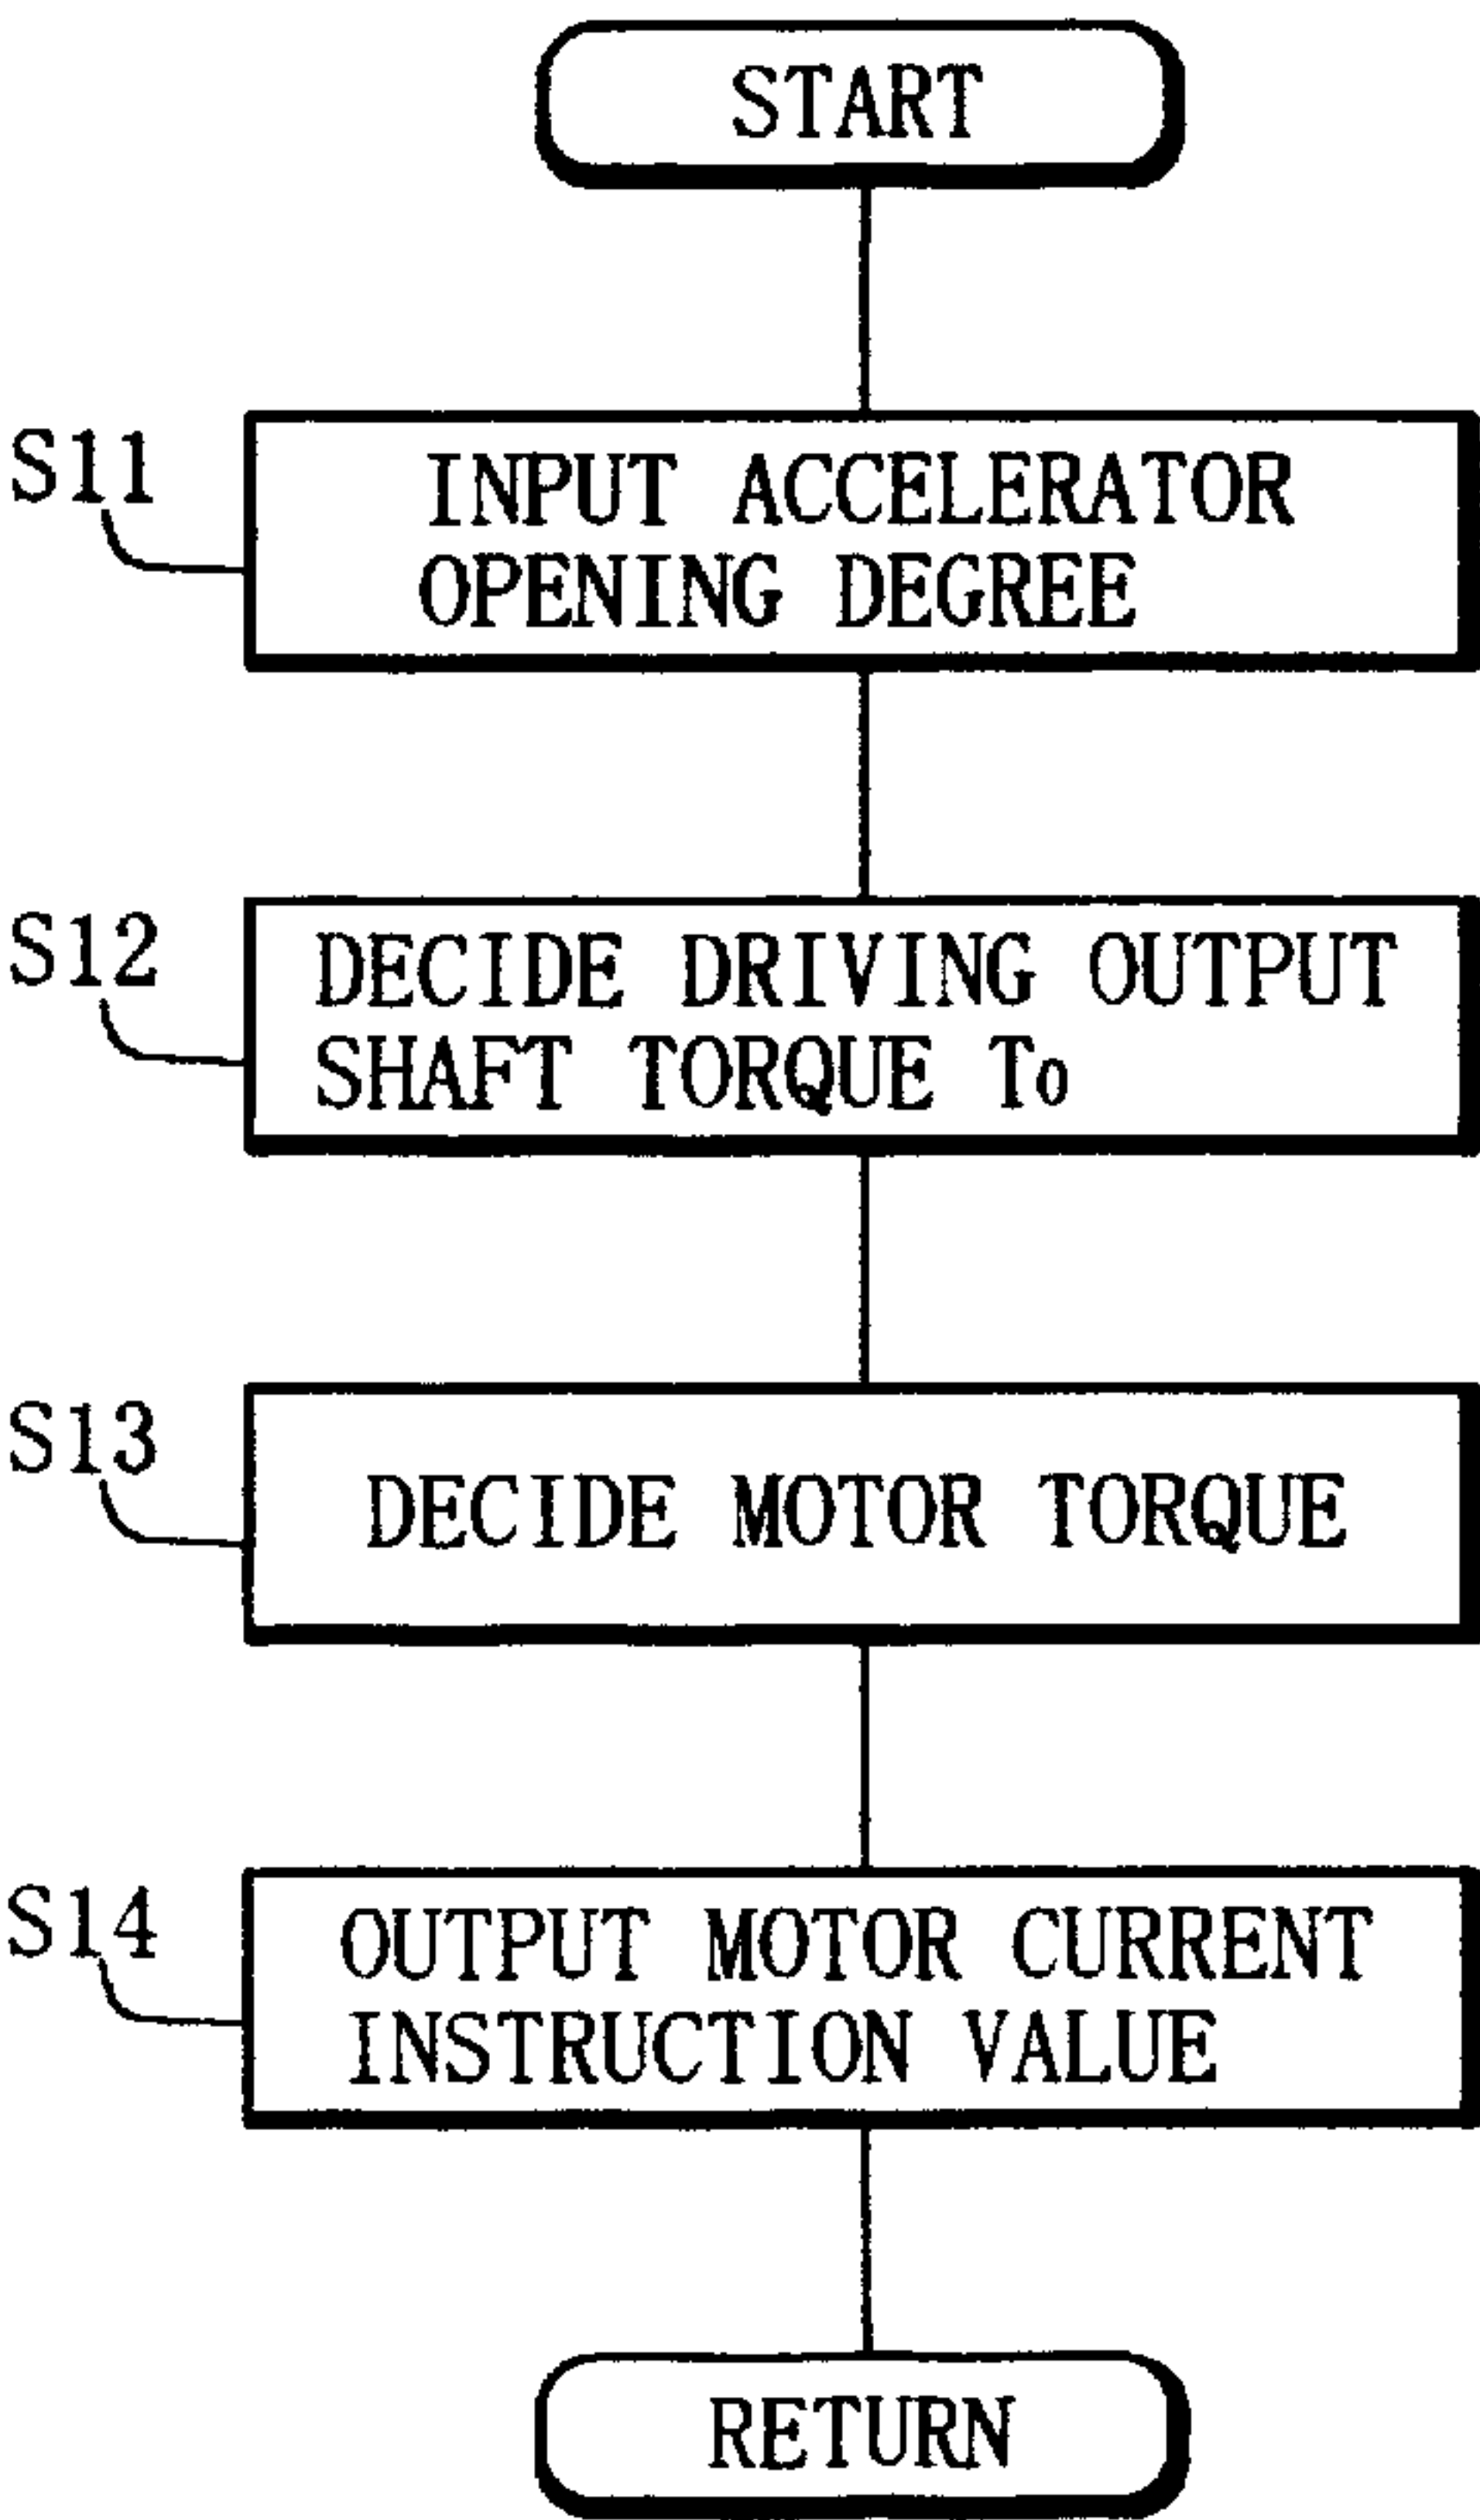 START
S11
INPUT ACCELERATOR
OPENING DEGREE
S12
DECIDE DRIVING OUTPUT
SHAFT TORQUE To
S13
DECIDE MOTOR TORQUE
S14
OUTPUT MOTOR CURRENT
INSTRUCTION VALUE
RETURN